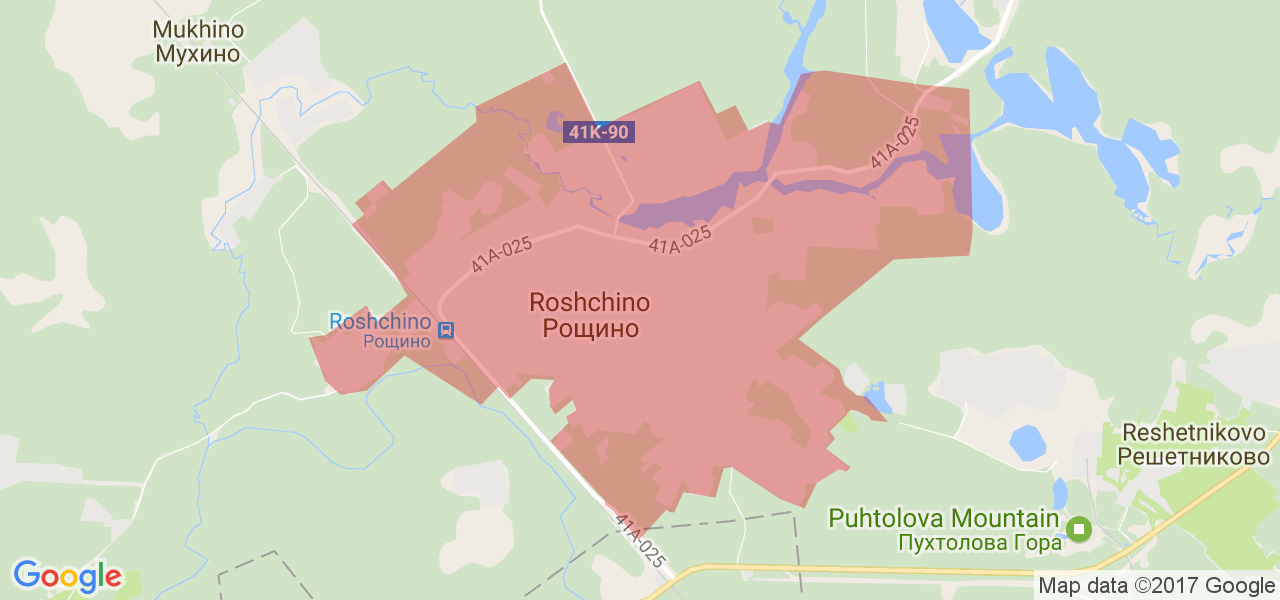 Mukhino
Мухино
41K-90
41A-025
41A-025
41A-025
Roshchino
Рощино
Roshchino
Рощино
Reshetnikovo
Решетниково
Puhtolova Mountain
Пухтолова Гора
41A-025
Google
Map data ©2017 Google